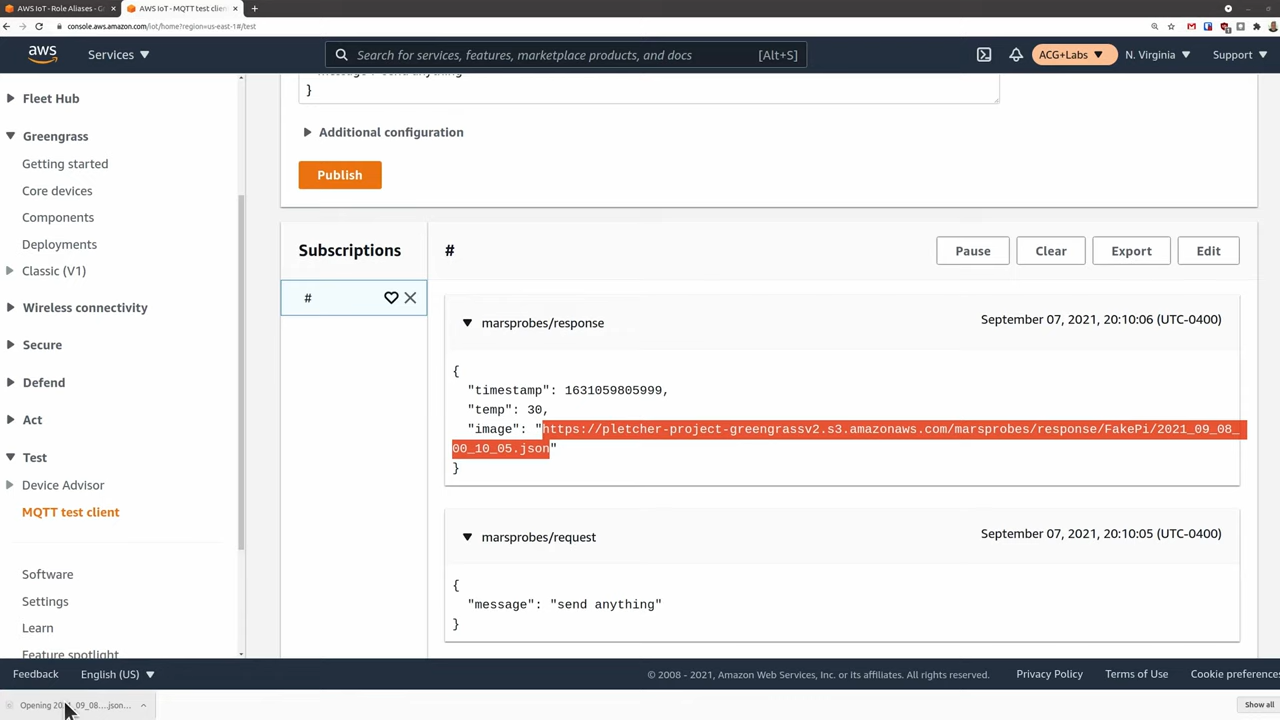 AWS IoT - Role Aliases - G
AWS IoT - MQTT test clien
console.aws.amazon.com/iot/home?region=us-east-1#/test
aws
Services
Search for services, features, marketplace products, and docs
[Alt+S]
ACG+Labs
N. Virginia
Support
Fleet Hub
Greengrass
Getting started
Core devices
Components
Deployments
Classic (V1)
Wireless connectivity
Secure
Defend
Act
Test
Device Advisor
MQTT test client
Software
Settings
Learn
Feature spotlight
}
Additional configuration
Publish
Subscriptions
#
#
Pause
Clear
Export
Edit
marsprobes/response
September 07, 2021, 20:10:06 (UTC-0400)
{
"timestamp": 1631059805999,
"temp": 30,
"image": "https://pletcher-project-greengrassv2.s3.amazonaws.com/marsprobes/response/FakePi/2021_09_08_
00_10_05.json"
}
marsprobes/request
September 07, 2021, 20:10:05 (UTC-0400)
{
"message": "send anything"
}
Feedback
English (US)
© 2008 - 2021, Amazon Web Services, Inc. or its affiliates. All rights reserved.
Privacy Policy
Terms of Use
Cookie preferences
Show all